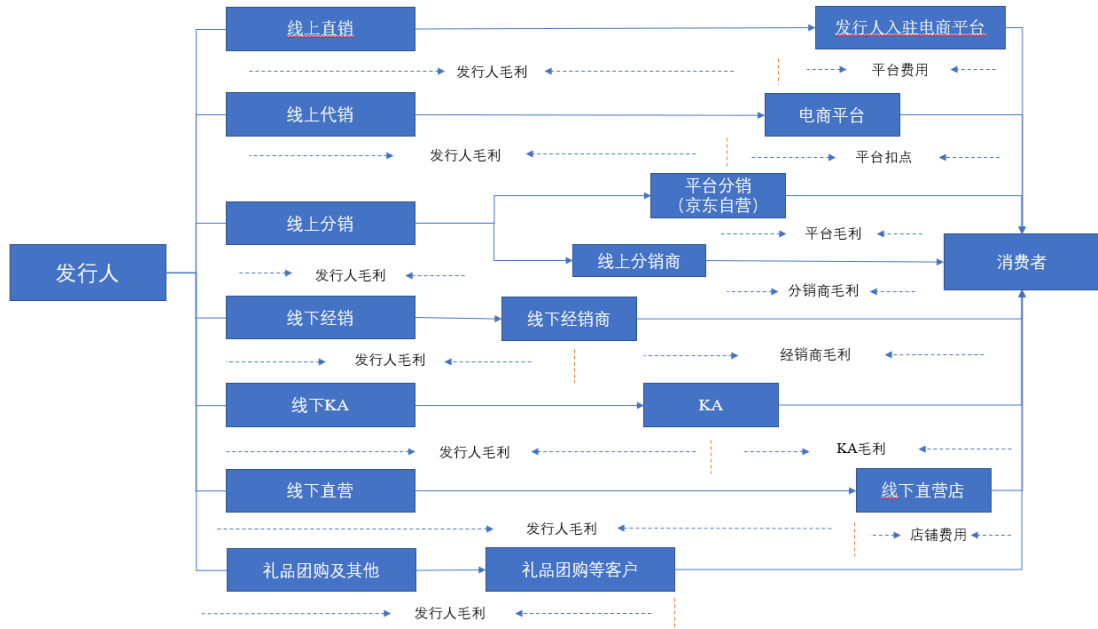 线上直销
发行人入驻电商平台
发行人毛利
平台费用
线上代销
电商平台
发行人毛利
平台扣点
线上分销
平台分销
（京东自营）
平台毛利
发行人
线上分销商
消费者
发行人毛利
分销商毛利
线下经销
线下经销商
发行人毛利
经销商毛利
线下KA
KA
发行人毛利
KA毛利
线下直营
线下直营店
发行人毛利
店铺费用
礼品团购及其他
礼品团购等客户
发行人毛利